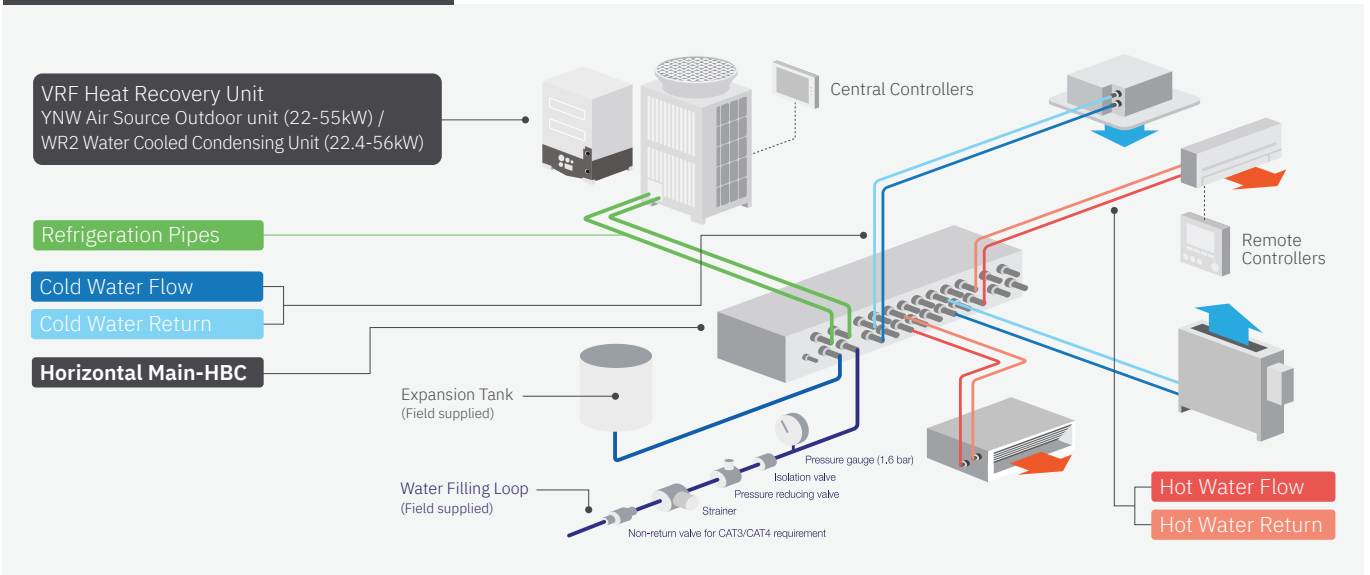 VRF Heat Recovery Unit
YNW Air Source Outdoor unit (22-55kW) /
WR2 Water Cooled Condensing Unit (22.4-56kW)
Central Controllers
Refrigeration Pipes
Remote
Controllers
Cold Water Flow
Cold Water Return
Horizontal Main-HBC
Expansion Tank
(Field supplied)
Pressure gauge (1.6 bar)
Isolation valve
Pressure reducing valve
Water Filling Loop
(Field supplied)
Strainer
Non-return valve for CAT3/CAT4 requirement
Hot Water Flow
Hot Water Return